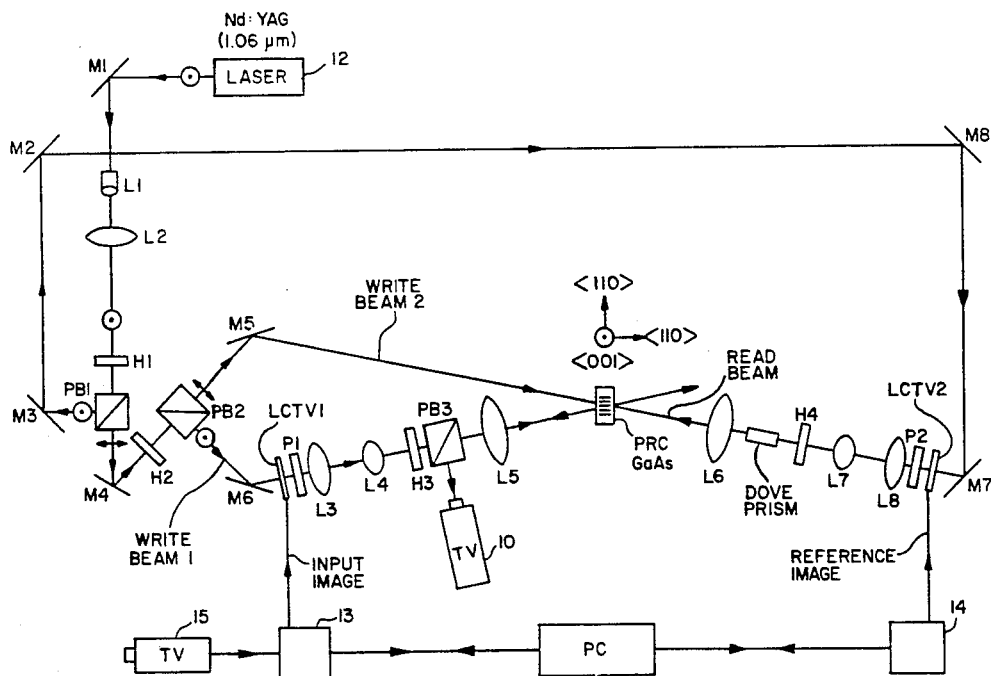 Nd: YAG
(1.06 μm)
M1
LASER
12
M2
M8
L1
L2
<110>
WRITE
BEAM 2
M5
<110>
<001>
READ
BEAM
H1
PB1
PB2
LCTV1
PB3
LCTV2
M3
P1
PRC
GaAs
H4
P2
M4
H2
M6
L3
L4
H3
L5
L6
DOVE
PRISM
L7
L8
M7
WRITE
BEAM 1
INPUT
IMAGE
TV
10
REFERENCE
IMAGE
15
TV
13
PC
14